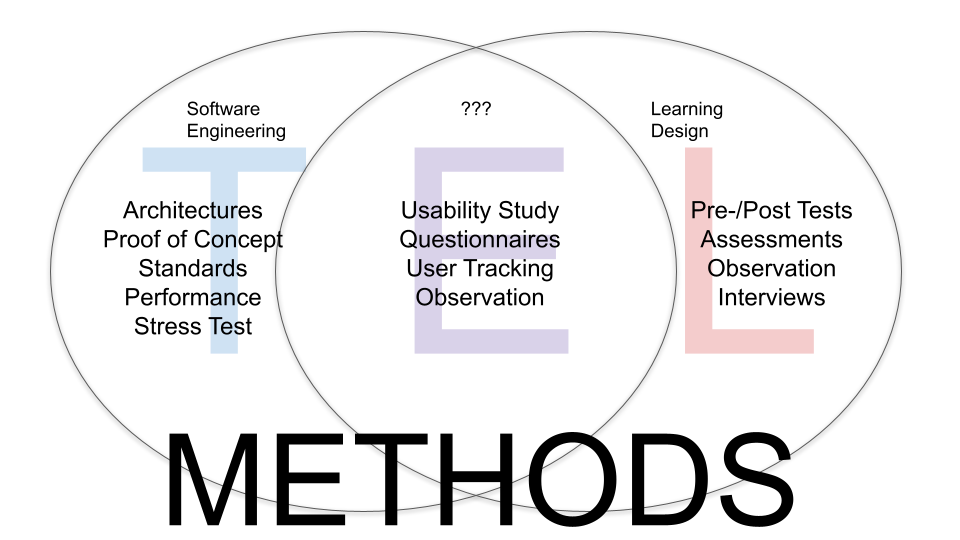 Software
Engineering
???
Learning
Design
T
E
L
Architectures
Proof of Concept
Standards
Performance
Stress Test
Usability Study
Questionnaires
User Tracking
Observation
Pre-/Post Tests
Assessments
Observation
Interviews
METHODS